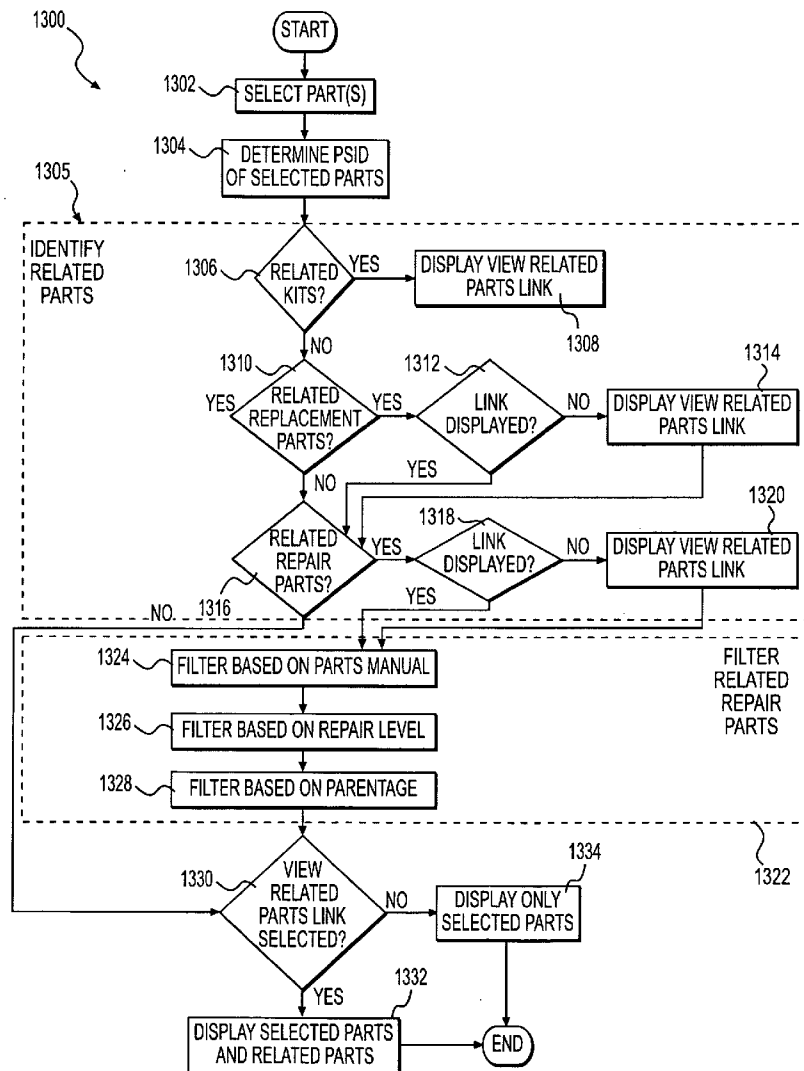 1300
START
1302
SELECT PART(S)
1304
DETERMINE PSID
OF SELECTED PARTS
1305
IDENTIFY
RELATED
PARTS
1306
RELATED
KITS?
YES
DISPLAY VIEW RELATED
PARTS LINK
1308
NO
1310
YES
RELATED
REPLACEMENT
PARTS?
YES
1312
LINK
DISPLAYED?
NO
1314
DISPLAY VIEW RELATED
PARTS LINK
YES
NO
RELATED
REPAIR
PARTS?
1316
YES
1318
LINK
DISPLAYED?
NO
1320
DISPLAY VIEW RELATED
PARTS LINK
YES
NO
1324
FILTER BASED ON PARTS MANUAL
FILTER
RELATED
REPAIR
PARTS
1326
FILTER BASED ON REPAIR LEVEL
1328
FILTER BASED ON PARENTAGE
1322
1330
VIEW
RELATED
PARTS LINK
SELECTED?
NO
1334
DISPLAY ONLY
SELECTED PARTS
YES
1332
DISPLAY SELECTED PARTS
AND RELATED PARTS
END